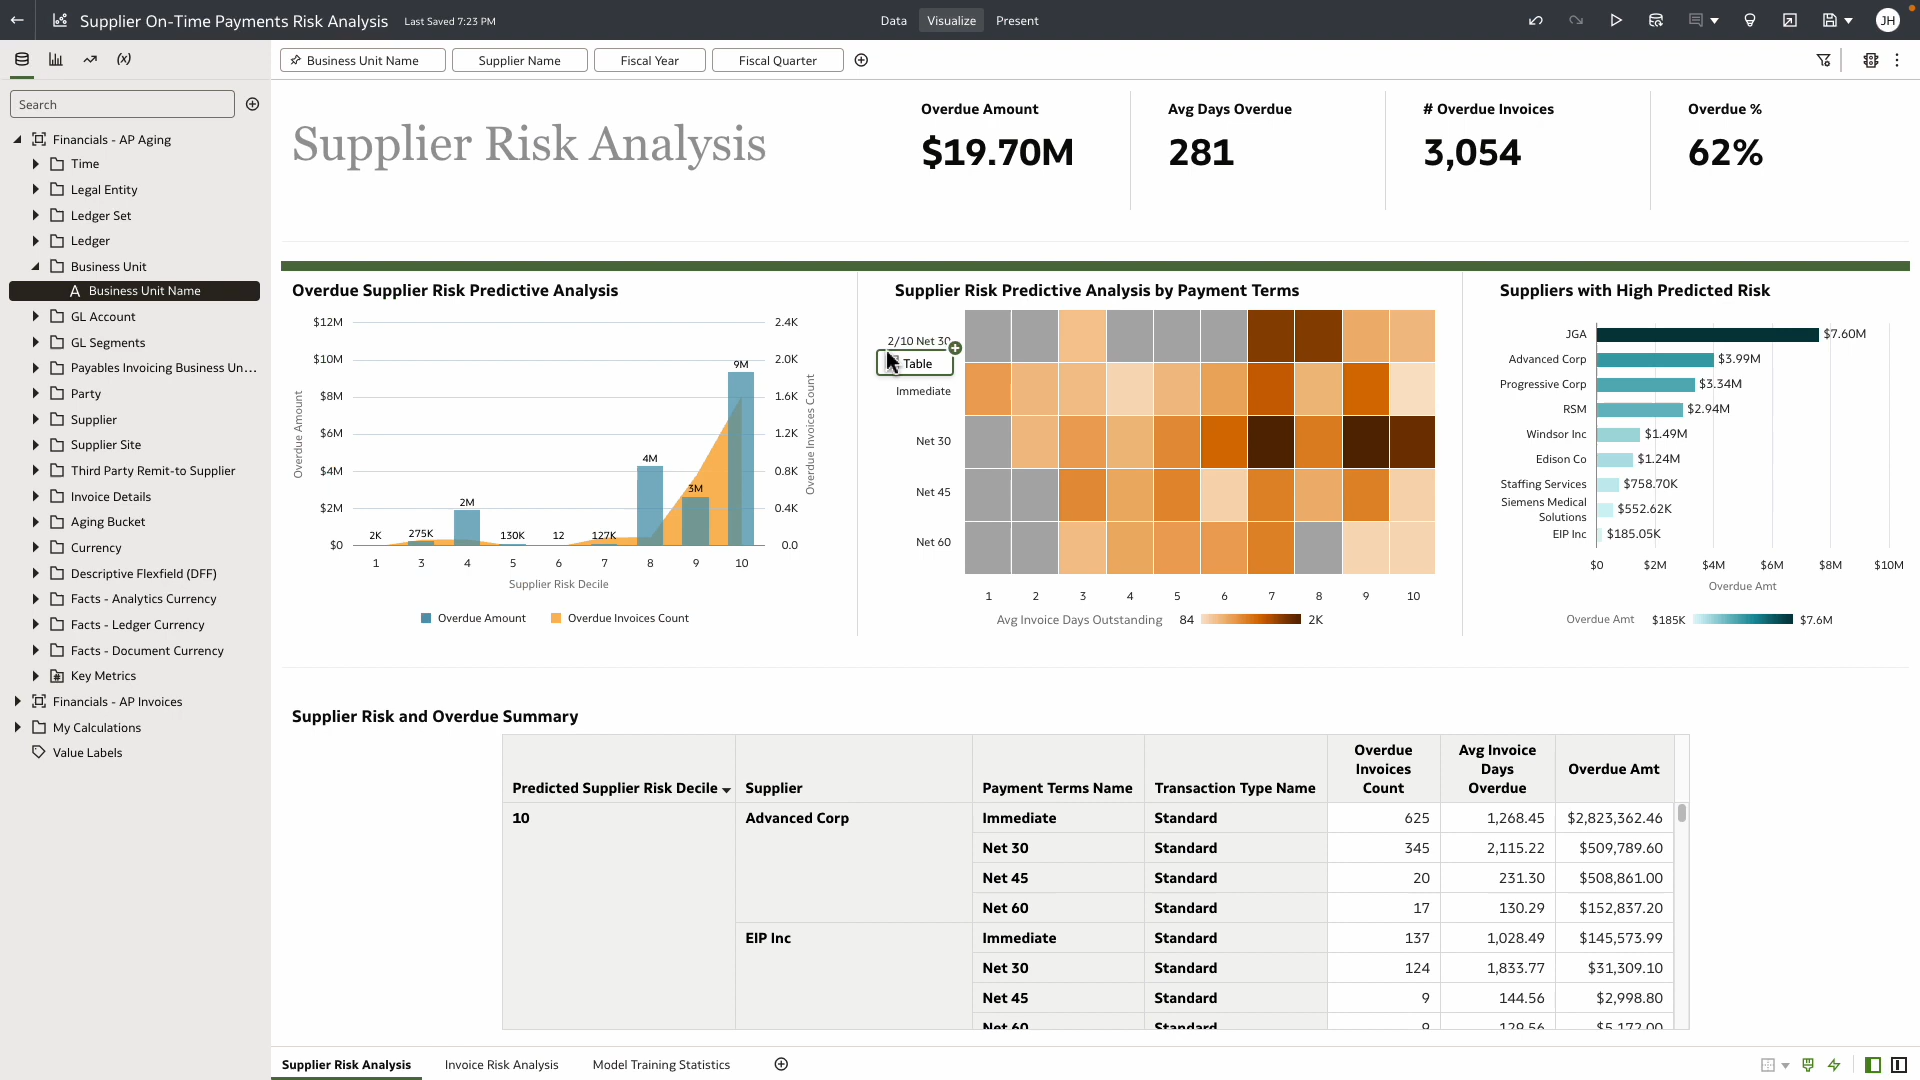 Supplier On-Time Payments Risk Analysis Last Saved 7:23 PM Data Visualize Present JH
(x)
Search
Financials - AP Aging
Time
Legal Entity
Ledger Set
Ledger
Business Unit
A Business Unit Name
GL Account
GL Segments
Payables Invoicing Business Un...
Party
Supplier
Supplier Site
Third Party Remit-to Supplier
Invoice Details
Aging Bucket
Currency
Descriptive Flexfield (DFF)
Facts - Analytics Currency
Facts - Ledger Currency
Facts - Document Currency
Key Metrics
Financials - AP Invoices
My Calculations
Value Labels
Business Unit Name Supplier Name Fiscal Year Fiscal Quarter
Supplier Risk Analysis
Overdue Amount
$19.70M
Avg Days Overdue
281
# Overdue Invoices
3,054
Overdue %
62%
Overdue Supplier Risk Predictive Analysis
Overdue Amount
$12M
$10M
$8M
$6M
$4M
$2M
$0
2K 275K 2M 130K 12 127K 4M 3M 9M
2.4K
2.0K
1.6K
1.2K
0.8K
0.4K
0.0
Overdue Invoices Count
1 3 4 5 6 7 8 9 10
Supplier Risk Decile
Overdue Amount Overdue Invoices Count
Supplier Risk Predictive Analysis by Payment Terms
2/10 Net 30
Table
Immediate
Net 30
Net 45
Net 60
1 2 3 4 5 6 7 8 9 10
Avg Invoice Days Outstanding 84 2K
Suppliers with High Predicted Risk
JGA $7.60M
Advanced Corp $3.99M
Progressive Corp $3.34M
RSM $2.94M
Windsor Inc $1.49M
Edison Co $1.24M
Staffing Services $758.70K
Siemens Medical
Solutions $552.62K
EIP Inc $185.05K
$0 $2M $4M $6M $8M $10M
Overdue Amt
Overdue Amt $185K $7.6M
Supplier Risk and Overdue Summary
Predicted Supplier Risk Decile Supplier Payment Terms Name Transaction Type Name Overdue Invoices Count Avg Invoice Days Overdue Overdue Amt
10 Advanced Corp Immediate Standard 625 1,268.45 $2,823,362.46
Net 30 Standard 345 2,115.22 $509,789.60
Net 45 Standard 20 231.30 $508,861.00
Net 60 Standard 17 130.29 $152,837.20
EIP Inc Immediate Standard 137 1,028.49 $145,573.99
Net 30 Standard 124 1,833.77 $31,309.10
Net 45 Standard 9 144.56 $2,998.80
Net 60 Standard 9 129.56 $5,172.00
Supplier Risk Analysis Invoice Risk Analysis Model Training Statistics